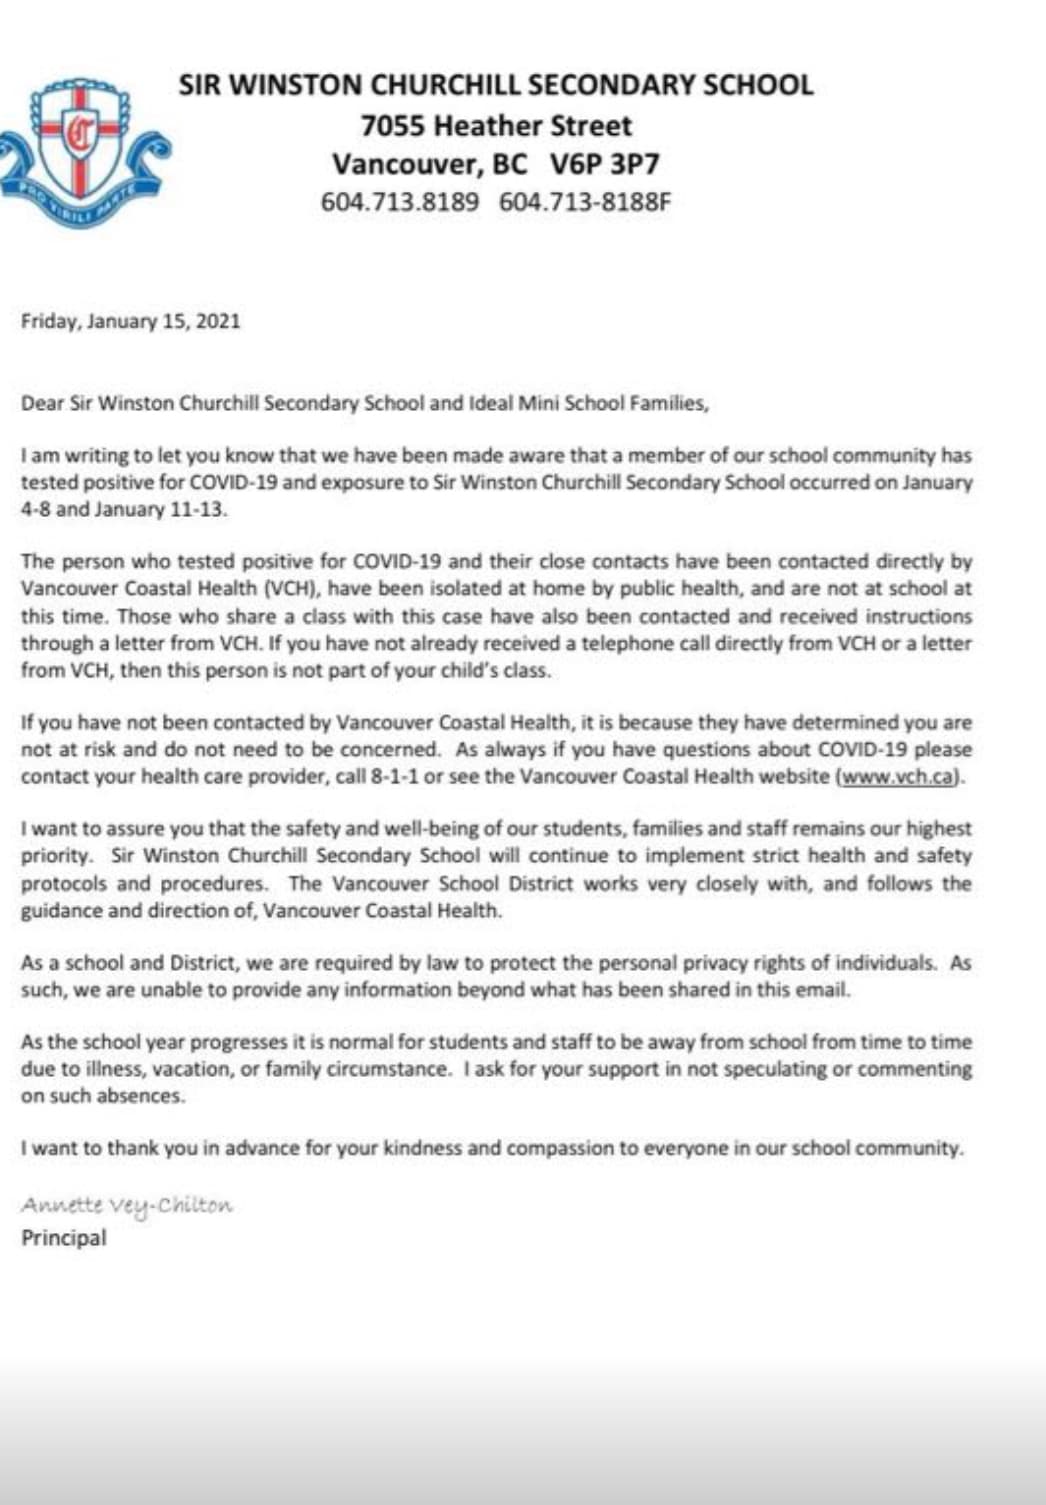 SIR WINSTON CHURCHILL SECONDARY SCHOOL
7055 Heather Street
Vancouver, BC V6P 3P7
604.713.8189 604.713-8188F
PRO VIRILI PARTE
Friday, January 15, 2021
Dear Sir Winston Churchill Secondary School and Ideal Mini School Families,
I am writing to let you know that we have been made aware that a member of our school community has
tested positive for COVID-19 and exposure to Sir Winston Churchill Secondary School occurred on January
4-8 and January 11-13.
The person who tested positive for COVID-19 and their close contacts have been contacted directly by
Vancouver Coastal Health (VCH), have been isolated at home by public health, and are not at school at
this time. Those who share a class with this case have also been contacted and received instructions
through a letter from VCH. If you have not already received a telephone call directly from VCH or a letter
from VCH, then this person is not part of your child's class.
If you have not been contacted by Vancouver Coastal Health, it is because they have determined you are
not at risk and do not need to be concerned. As always if you have questions about COVID-19 please
contact your health care provider, call 8-1-1 or see the Vancouver Coastal Health website (www.vch.ca).
I want to assure you that the safety and well-being of our students, families and staff remains our highest
priority. Sir Winston Churchill Secondary School will continue to implement strict health and safety
protocols and procedures. The Vancouver School District works very closely with, and follows the
guidance and direction of, Vancouver Coastal Health.
As a school and District, we are required by law to protect the personal privacy rights of individuals. As
such, we are unable to provide any information beyond what has been shared in this email.
As the school year progresses it is normal for students and staff to be away from school from time to time
due to illness, vacation, or family circumstance. I ask for your support in not speculating or commenting
on such absences.
I want to thank you in advance for your kindness and compassion to everyone in our school community.
Annette Vey-Chilton
Principal